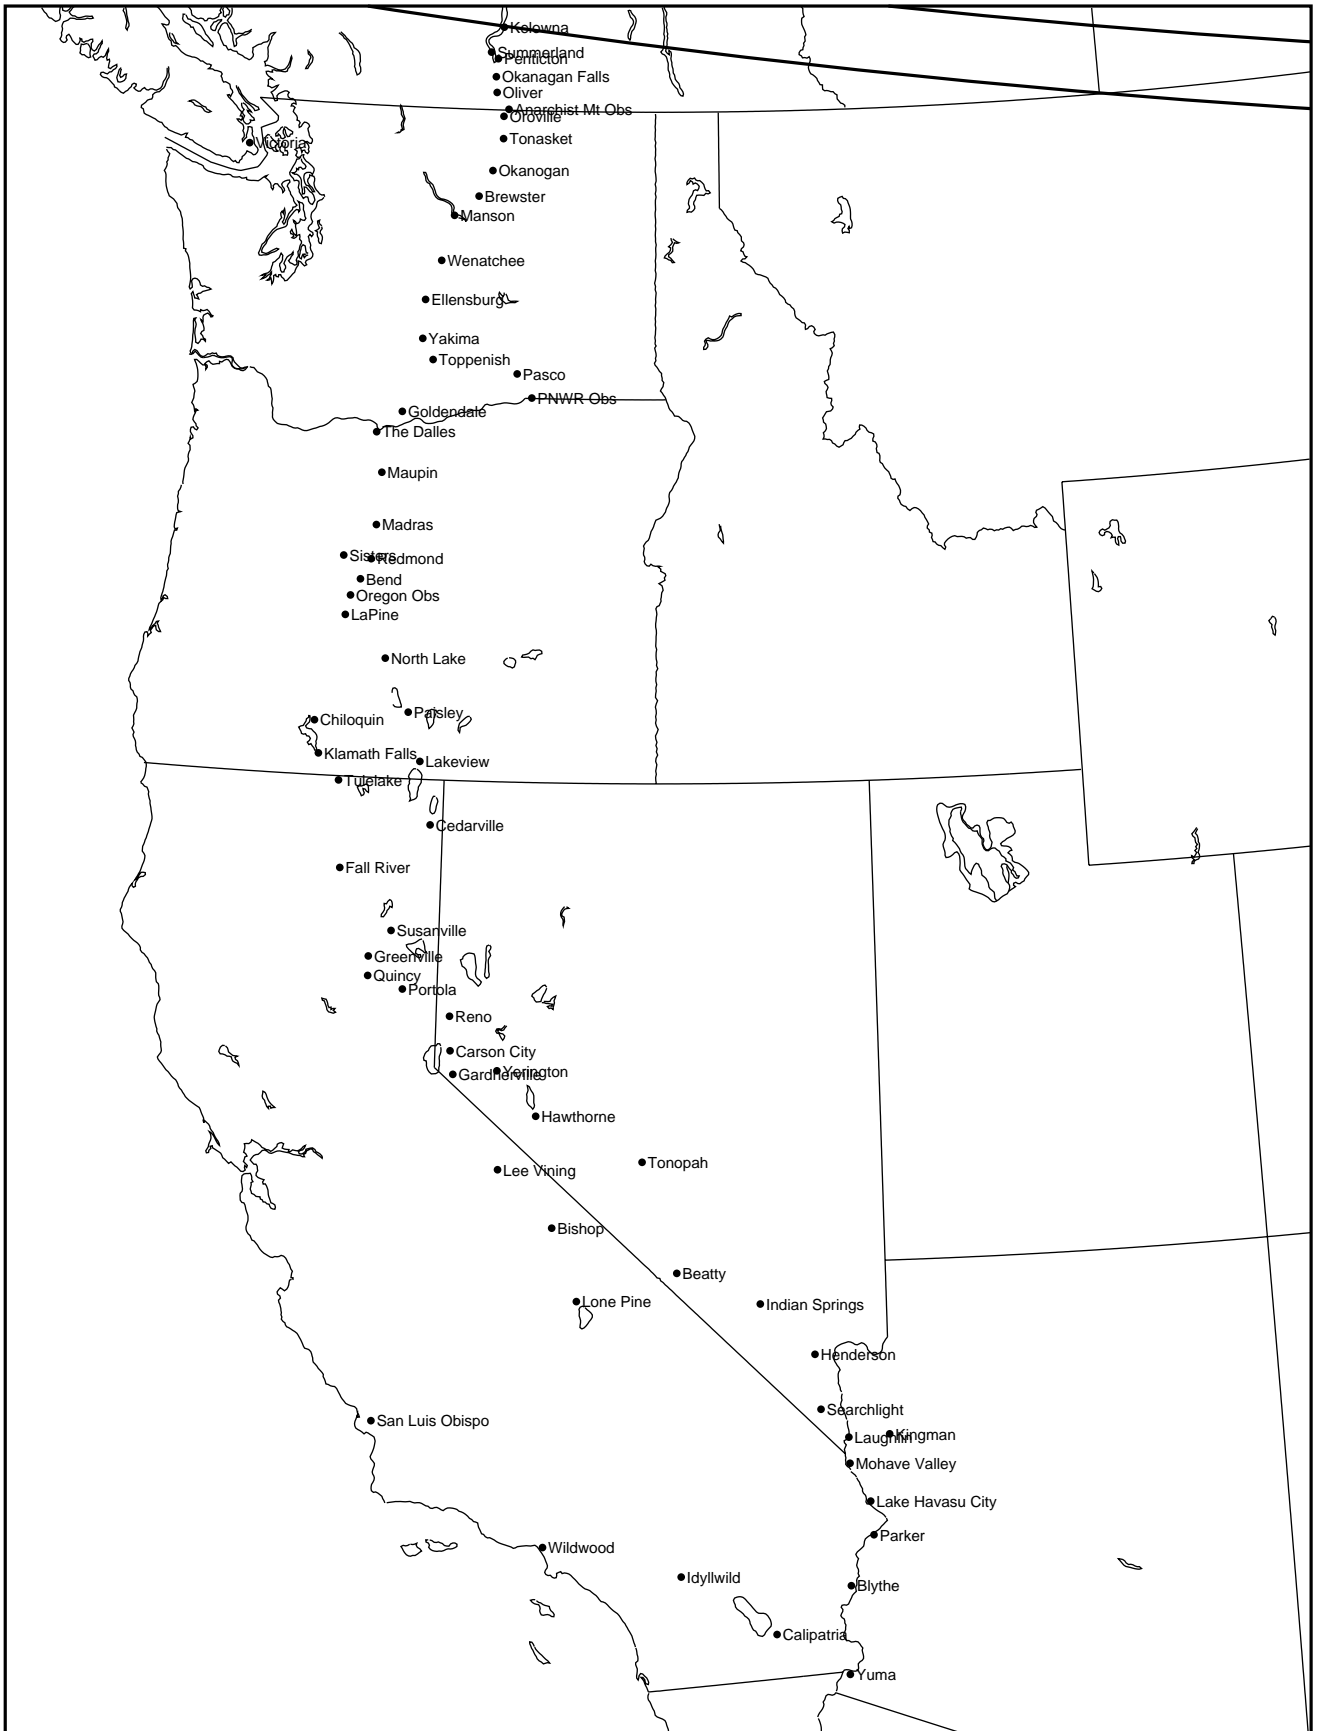 Kelowna
Summerland
Penticton
Okanagan Falls
Oliver
Anarchist Mt Obs
Oroville
Tonasket
Victoria
Okanogan
Brewster
Manson
Wenatchee
Ellensburg
Yakima
Toppenish
Pasco
PNWR Obs
Goldendale
The Dalles
Maupin
Madras
Sisters
Redmond
Bend
Oregon Obs
LaPine
North Lake
Paisley
Chiloquin
Klamath Falls
Lakeview
Tulelake
Cedarville
Fall River
Susanville
Greenville
Quincy
Portola
Reno
Carson City
Yerington
Gardnerville
Hawthorne
Tonopah
Lee Vining
Bishop
Beatty
Lone Pine
Indian Springs
Henderson
Searchlight
San Luis Obispo
Kingman
Laughlin
Mohave Valley
Lake Havasu City
Parker
Wildwood
Idyllwild
Blythe
Calipatria
Yuma